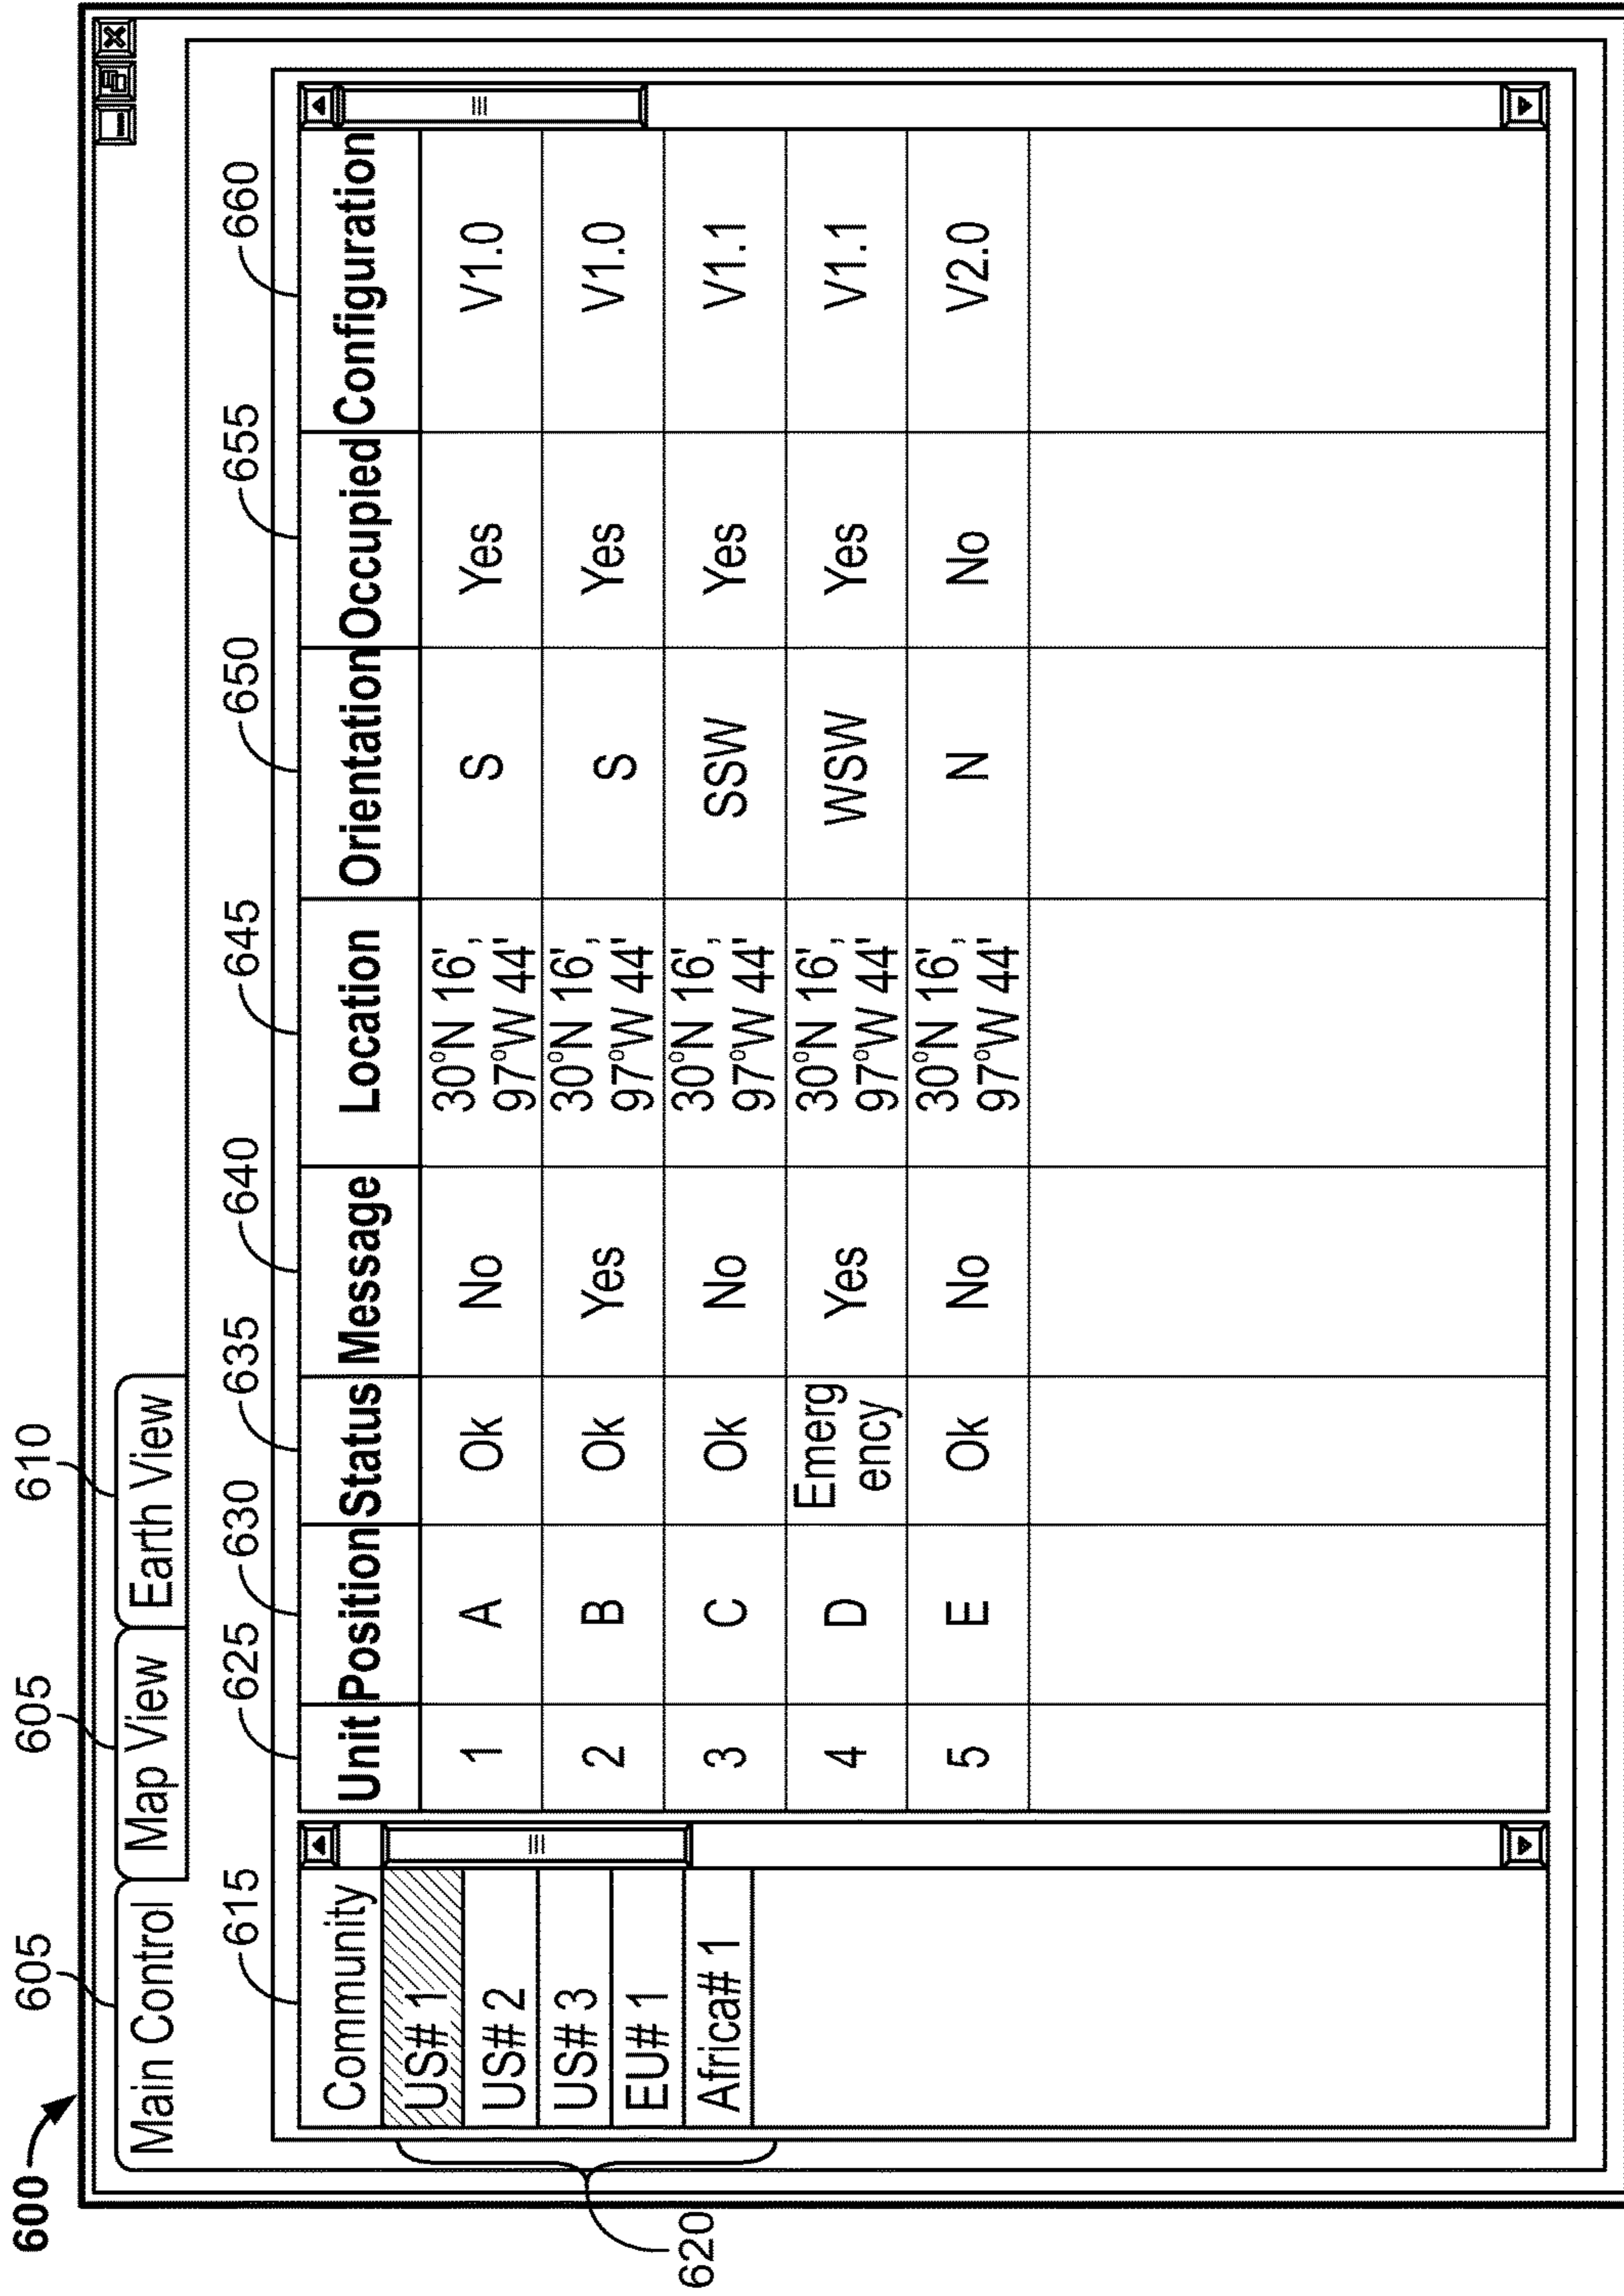 600
605
605
610
Main Control
Map View
Earth View
615
625
630
635
640
645
650
655
660
Community
US# 1
US# 2
US# 3
EU# 1
Africa# 1
620
Unit Position Status Message Location Orientation Occupied Configuration
1 A Ok No 30°N 16', S Yes V1.0
97°W 44'
2 B Ok Yes 30°N 16', S Yes V1.0
97°W 44'
3 C Ok No 30°N 16', SSW Yes V1.1
97°W 44'
4 D Emerg Yes 30°N 16', WSW Yes V1.1
ency 97°W 44'
5 E Ok No 30°N 16', N No V2.0
97°W 44'